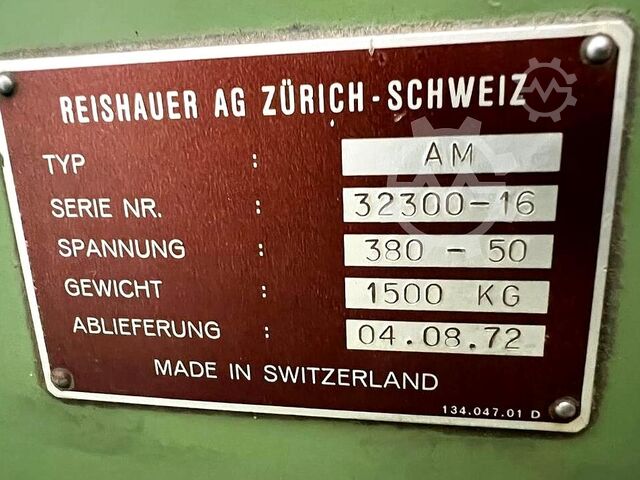 REISHAUER AG ZÜRICH-SCHWEIZ
TYP : AM
SERIE NR. : 32300-16
SPANNUNG : 380 - 50
GEWICHT : 1500 KG
ABLIEFERUNG : 04.08.72
MADE IN SWITZERLAND
134.047.01 D